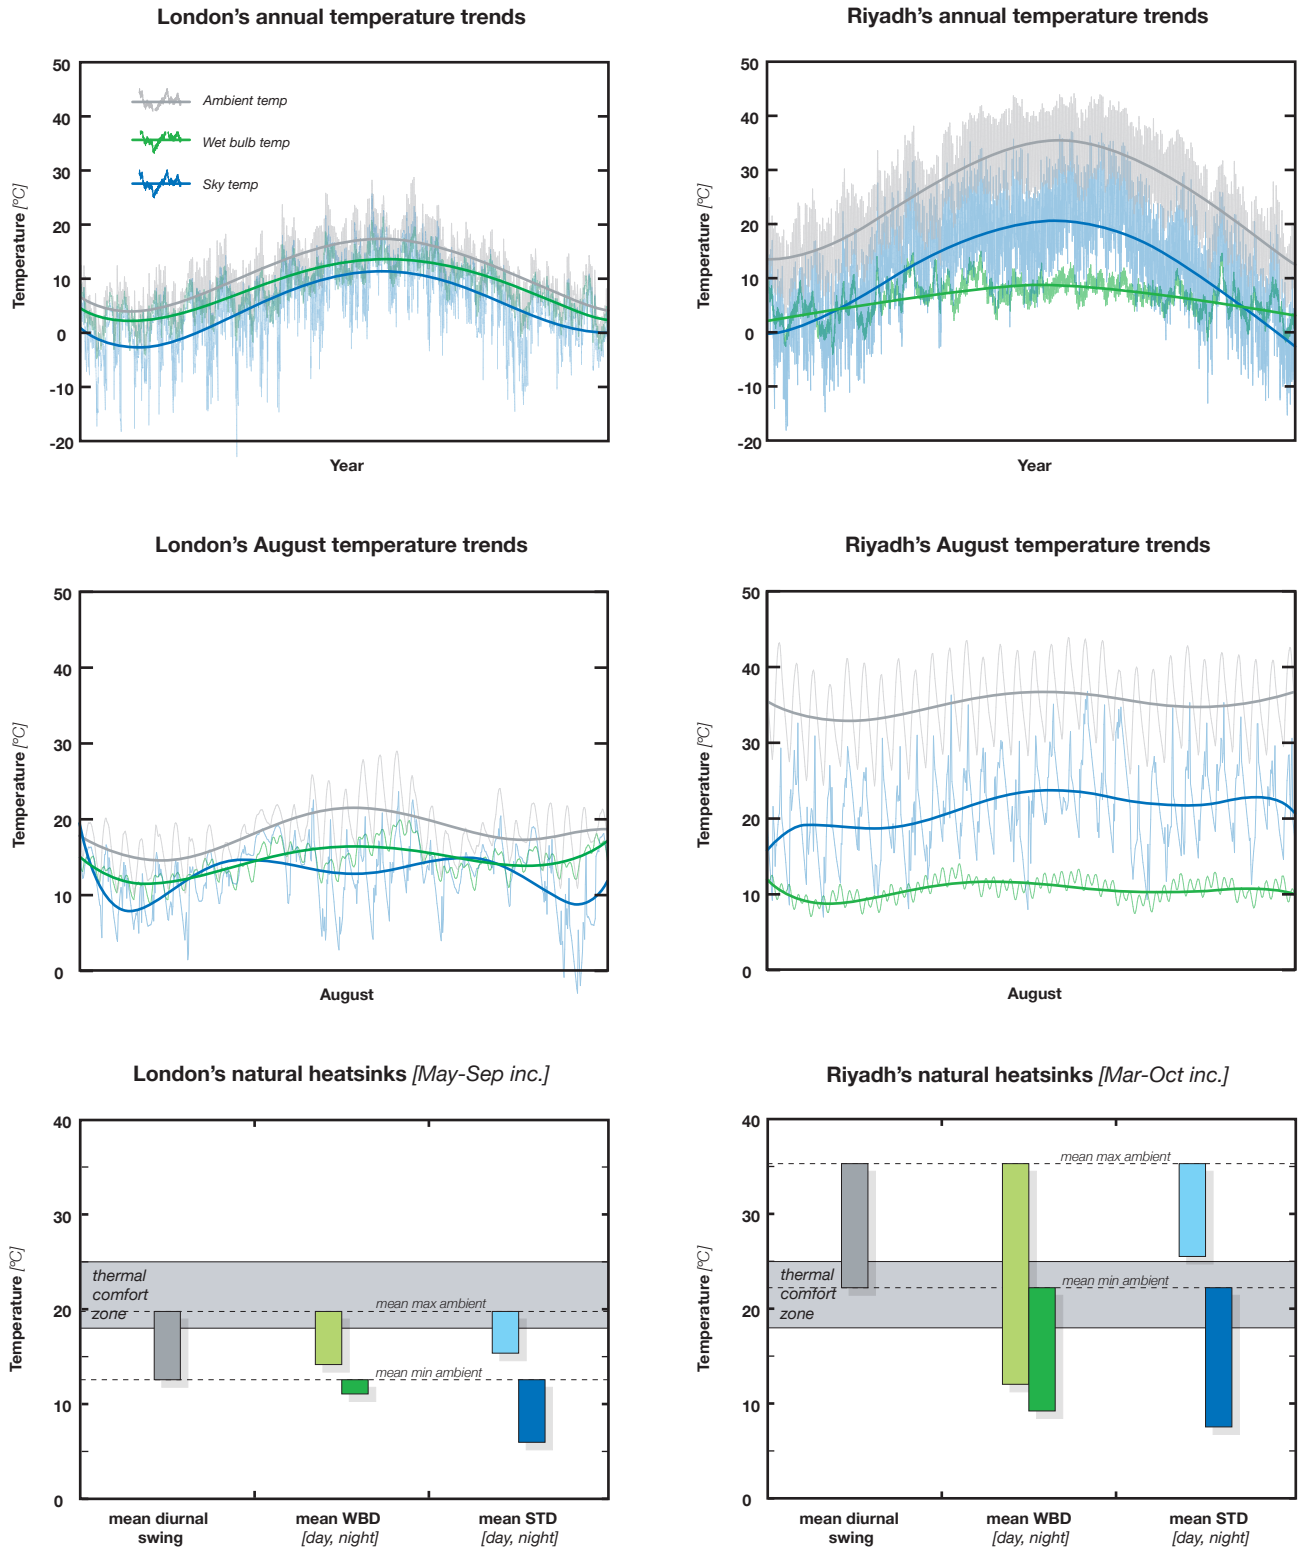 London’s annual temperature trends
50
40
30
20
10
0
-10
-20
Temperature [ºC]
Ambient temp
Wet bulb temp
Sky temp
Year
Riyadh’s annual temperature trends
50
40
30
20
10
0
-10
-20
Temperature [ºC]
Year
London’s August temperature trends
50
40
30
20
10
0
Temperature [ºC]
August
Riyadh’s August temperature trends
50
40
30
20
10
0
Temperature [ºC]
August
London’s natural heatsinks [May-Sep inc.]
40
30
20
10
0
Temperature [ºC]
thermal
comfort
zone
mean max ambient
mean min ambient
mean diurnal
swing
mean WBD
[day, night]
mean STD
[day, night]
Riyadh’s natural heatsinks [Mar-Oct inc.]
40
30
20
10
0
Temperature [ºC]
mean max ambient
thermal
comfort
zone
mean min ambient
mean diurnal
swing
mean WBD
[day, night]
mean STD
[day, night]